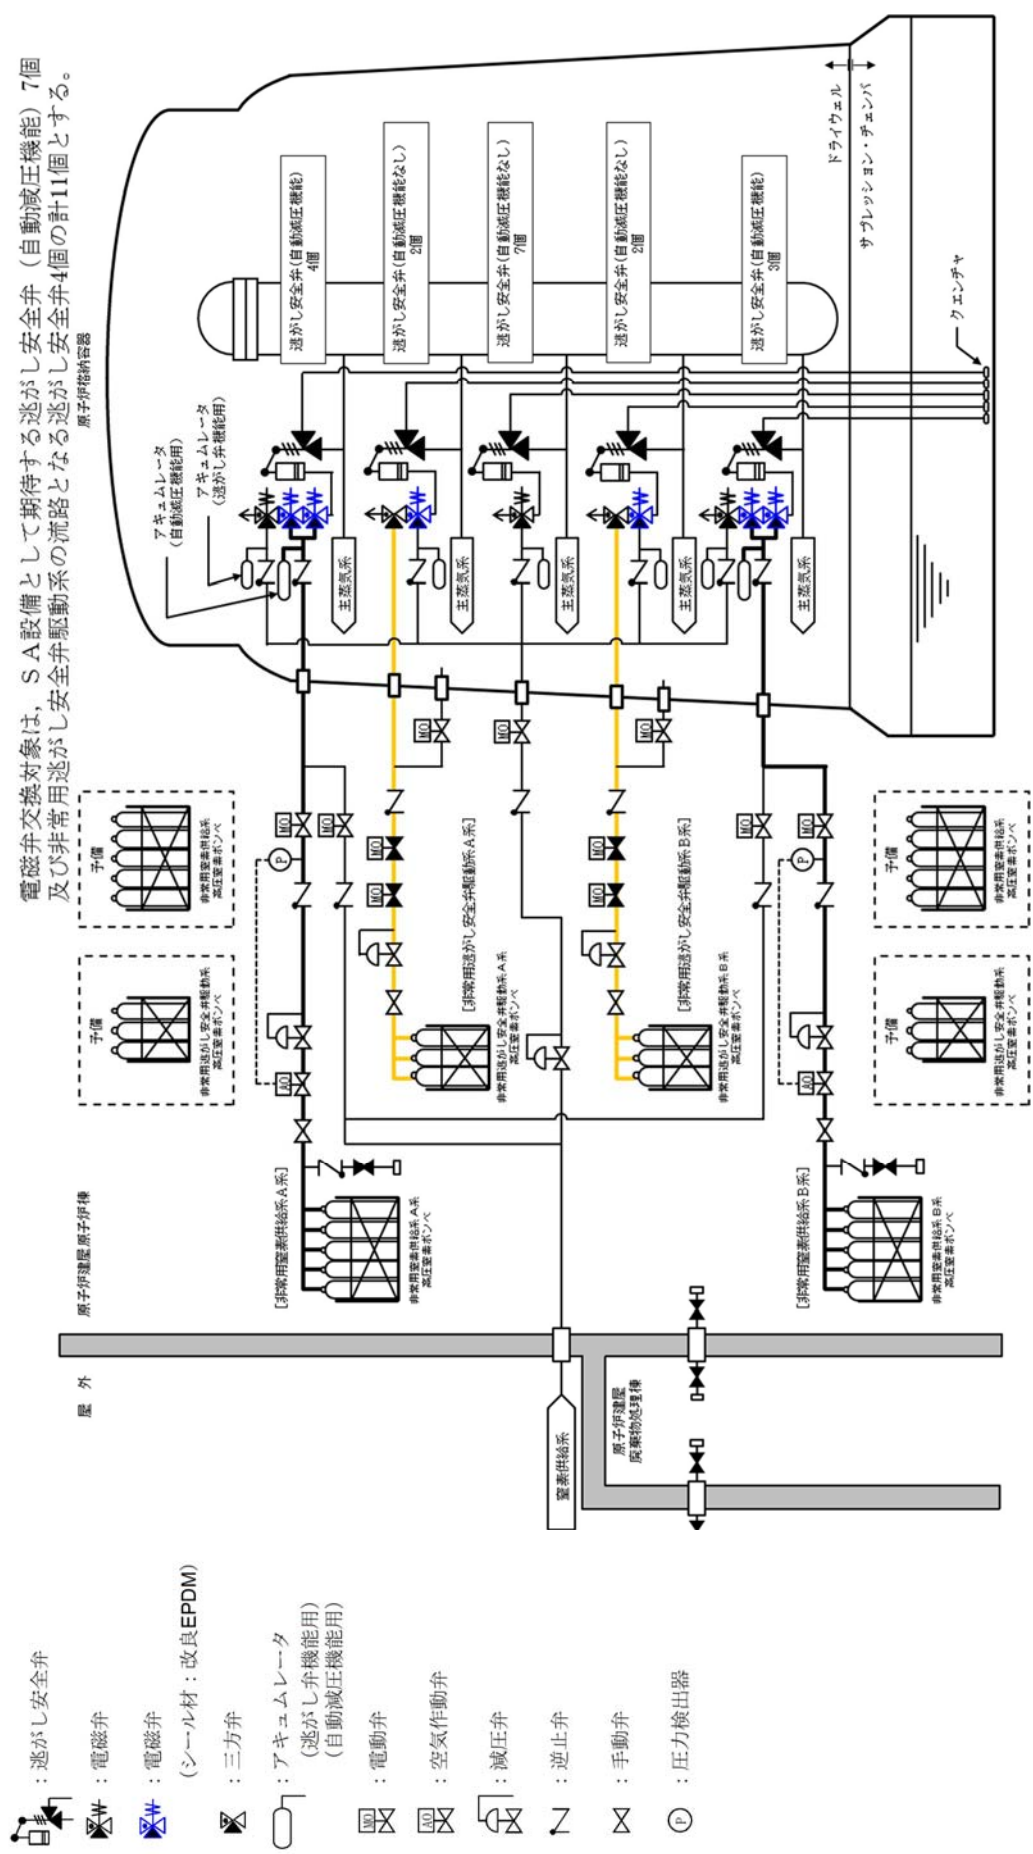 電磁弁交換対象は，ＳＡ設備として期待する逃がし安全弁（自動減圧機能）7個
及び非常用逃がし安全弁駆動系の流路となる逃がし安全弁4個の計11個とする。
原子炉格納容器
アキュムレータ
(自動減圧機能用)
アキュムレータ
(逃がし弁機能用)
逃がし安全弁(自動減圧機能)
4個
逃がし安全弁(自動減圧機能なし)
2個
逃がし安全弁(自動減圧機能なし)
7個
逃がし安全弁(自動減圧機能なし)
2個
逃がし安全弁(自動減圧機能)
3個
ドライウェル
サプレッション・チェンバ
クエンチャ
主蒸気系
主蒸気系
主蒸気系
主蒸気系
主蒸気系
予備
非常用窒素供給系
高圧窒素ボンベ
予備
非常用逃がし安全弁駆動系
高圧窒素ボンベ
MO
MO
P
AO
MO
MO
MO
MO
MO
MO
MO
MO
MO
P
AO
[非常用逃がし安全弁駆動系A系]
非常用逃がし安全弁駆動系A系
高圧窒素ボンベ
[非常用逃がし安全弁駆動系B系]
非常用逃がし安全弁駆動系B系
高圧窒素ボンベ
予備
非常用窒素供給系
高圧窒素ボンベ
予備
非常用逃がし安全弁駆動系
高圧窒素ボンベ
[非常用窒素供給系A系]
非常用窒素供給系A系
高圧窒素ボンベ
[非常用窒素供給系B系]
非常用窒素供給系B系
高圧窒素ボンベ
原子炉建屋原子炉棟
屋 外
窒素供給系
原子炉建屋
廃棄物処理棟
：逃がし安全弁
：電磁弁
：電磁弁
(シール材：改良EPDM)
：三方弁
：アキュムレータ
(逃がし弁機能用)
(自動減圧機能用)
MO ：電動弁
AO ：空気作動弁
：減圧弁
：逆止弁
：手動弁
P ：圧力検出器